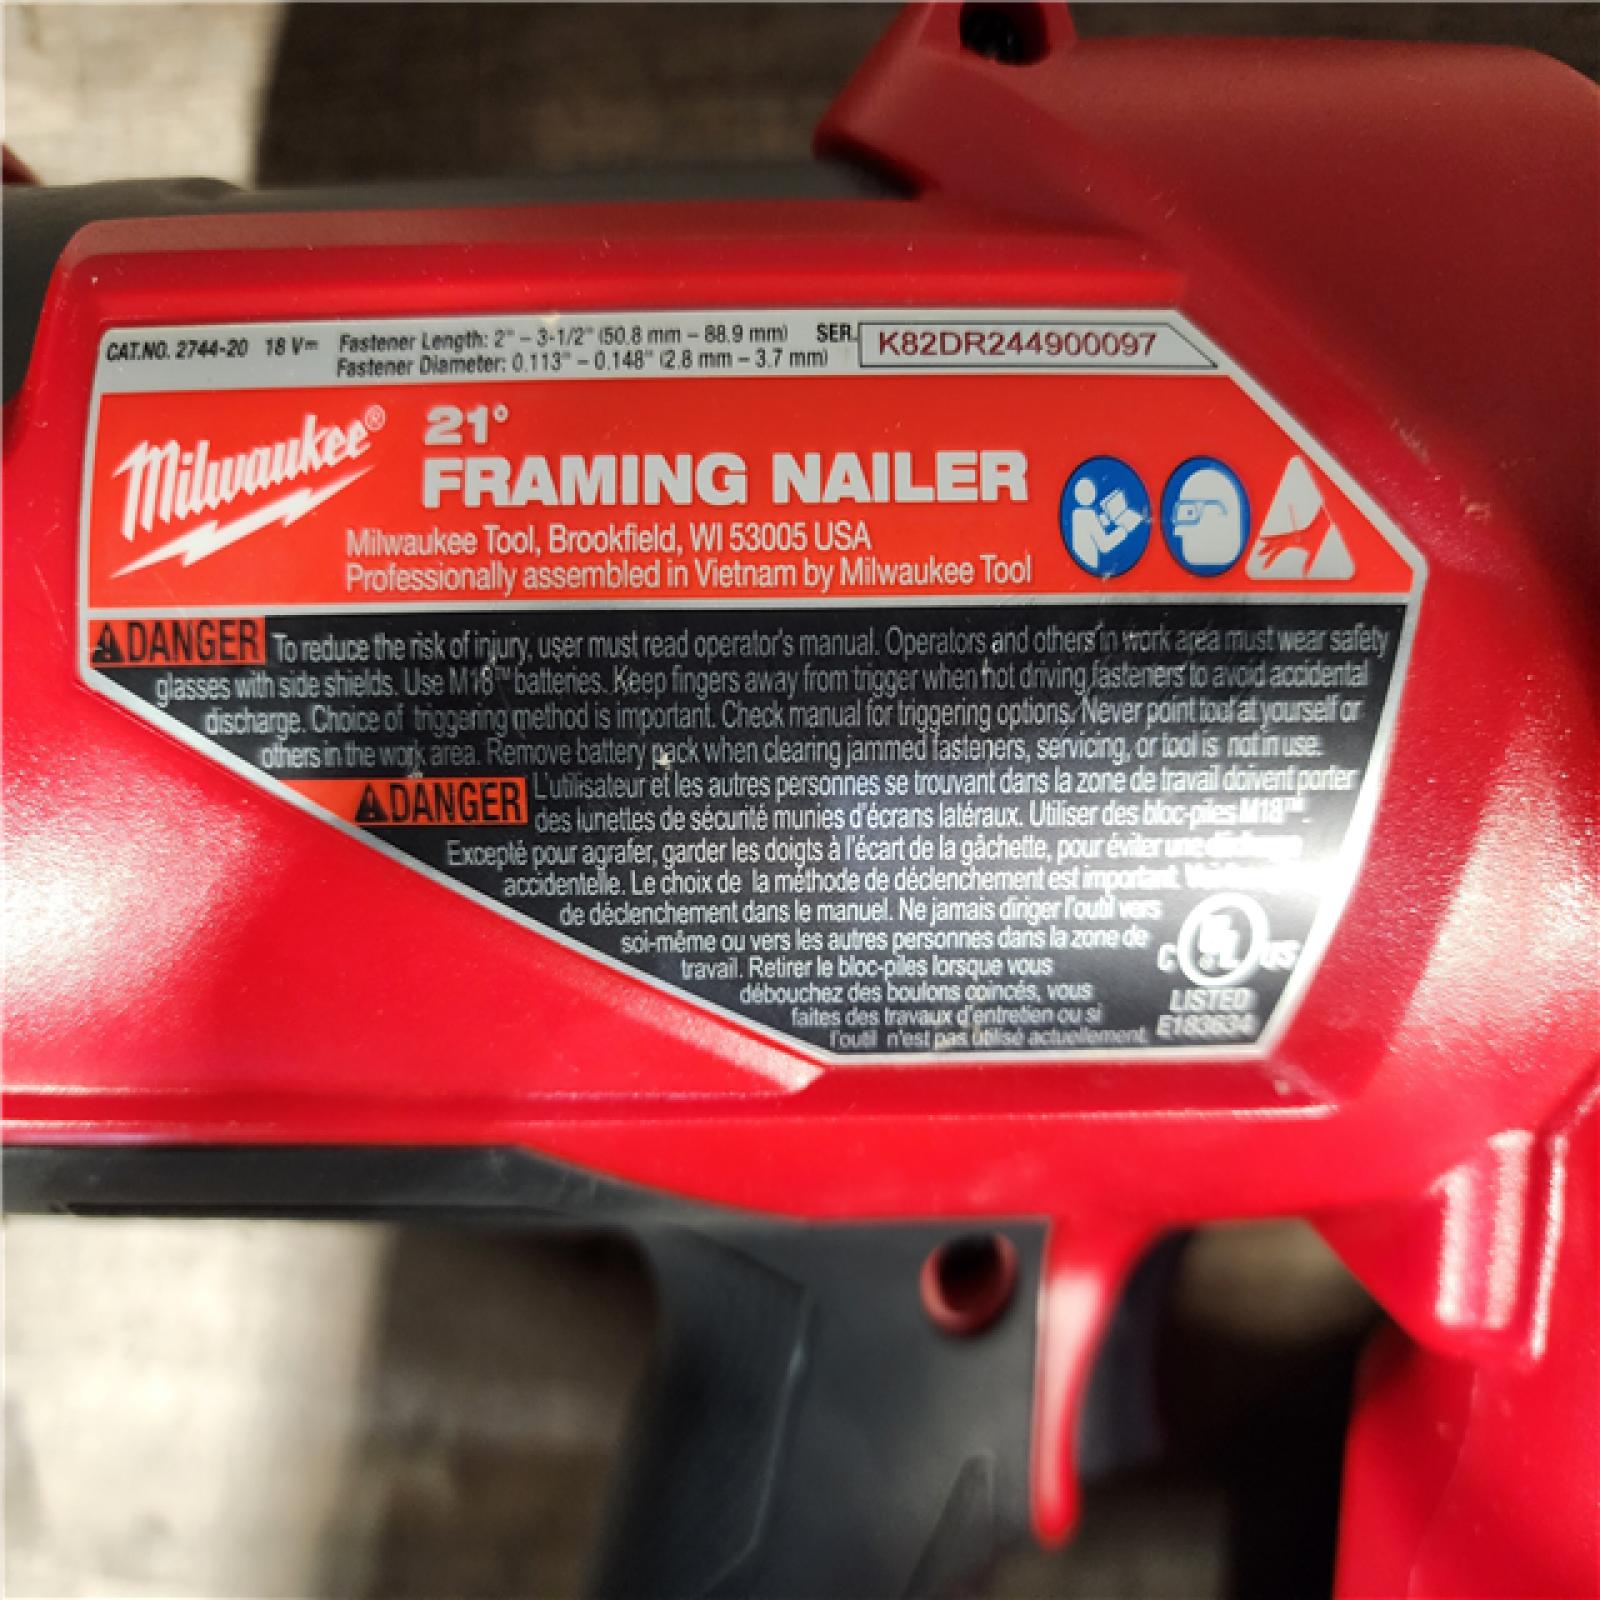 CAT.NO. 2744-20 18 V⎓ Fastener Length: 2" – 3-1/2" (50.8 mm – 88.9 mm) SER. K82DR244900097
Fastener Diameter: 0.113" – 0.148" (2.8 mm – 3.7 mm)
Milwaukee®
21°
FRAMING NAILER
Milwaukee Tool, Brookfield, WI 53005 USA
Professionally assembled in Vietnam by Milwaukee Tool
DANGER To reduce the risk of injury, user must read operator's manual. Operators and others in work area must wear safety
glasses with side shields. Use M18™ batteries. Keep fingers away from trigger when not driving fasteners to avoid accidental
discharge. Choice of triggering method is important. Check manual for triggering options. Never point tool at yourself or
others in the work area. Remove battery pack when clearing jammed fasteners, servicing, or tool is not in use.
DANGER L'utilisateur et les autres personnes se trouvant dans la zone de travail doivent porter
des lunettes de sécurité munies d'écrans latéraux. Utiliser des bloc-piles M18™.
Excepté pour agrafer, garder les doigts à l'écart de la gâchette, pour éviter une décharge
accidentelle. Le choix de la méthode de déclenchement est important.
de déclenchement dans le manuel. Ne jamais diriger l'outil vers
soi-même ou vers les autres personnes dans la zone de
travail. Retirer le bloc-piles lorsque vous
débouchez des boulons coincés, vous
faites des travaux d'entretien ou si
l'outil n'est pas utilisé actuellement.
C UL US
LISTED
E183634